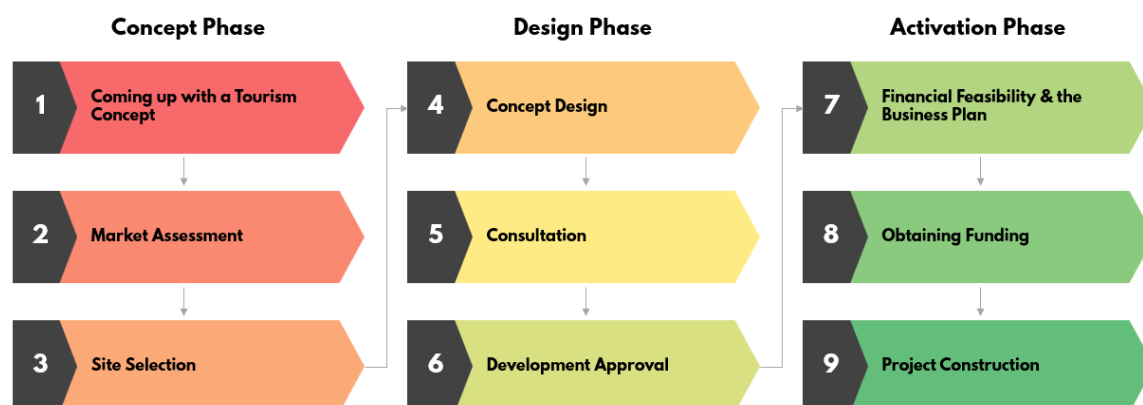 Concept Phase
1
Coming up with a Tourism
Concept
2
Market Assessment
3
Site Selection
Design Phase
4
Concept Design
5
Consultation
6
Development Approval
Activation Phase
7
Financial Feasibility & the
Business Plan
8
Obtaining Funding
9
Project Construction